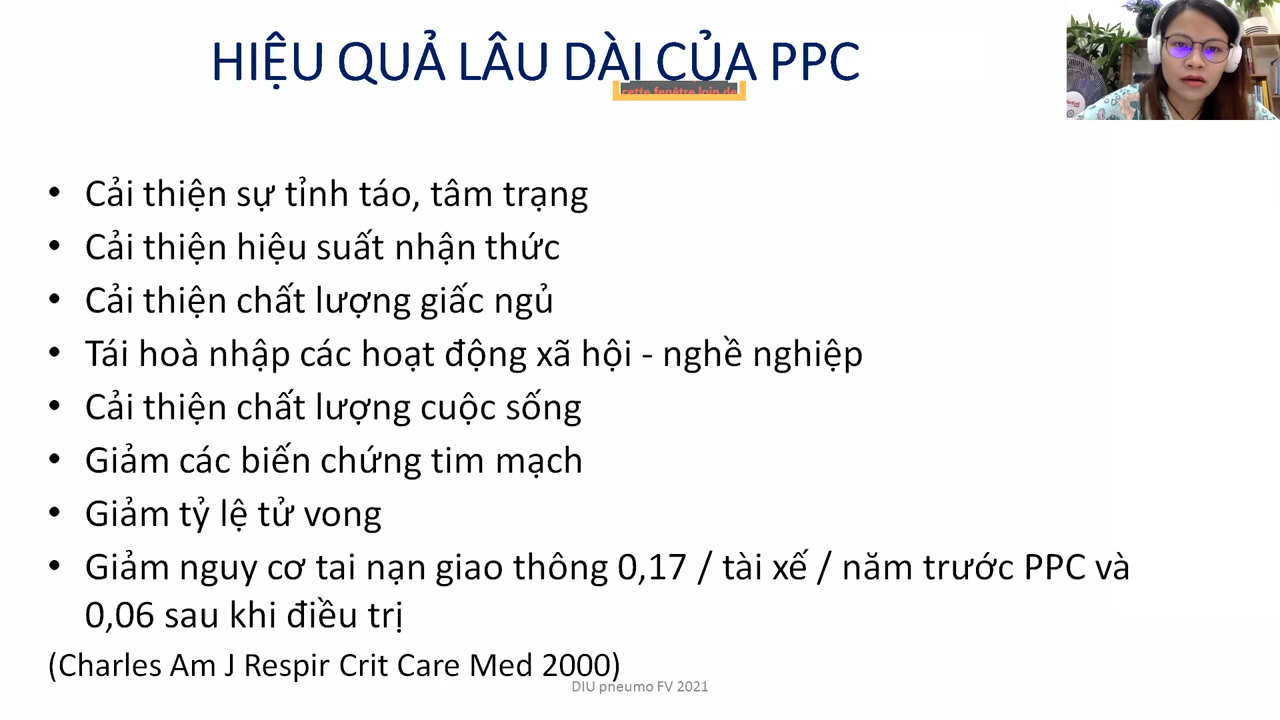 HIỆU QUẢ LÂU DÀI CỦA PPC
cette fenêtre loin de
• Cải thiện sự tỉnh táo, tâm trạng
• Cải thiện hiệu suất nhận thức
• Cải thiện chất lượng giấc ngủ
• Tái hoà nhập các hoạt động xã hội - nghề nghiệp
• Cải thiện chất lượng cuộc sống
• Giảm các biến chứng tim mạch
• Giảm tỷ lệ tử vong
• Giảm nguy cơ tai nạn giao thông 0,17 / tài xế / năm trước PPC và
0,06 sau khi điều trị
(Charles Am J Respir Crit Care Med 2000)
DIU pneumo FV 2021